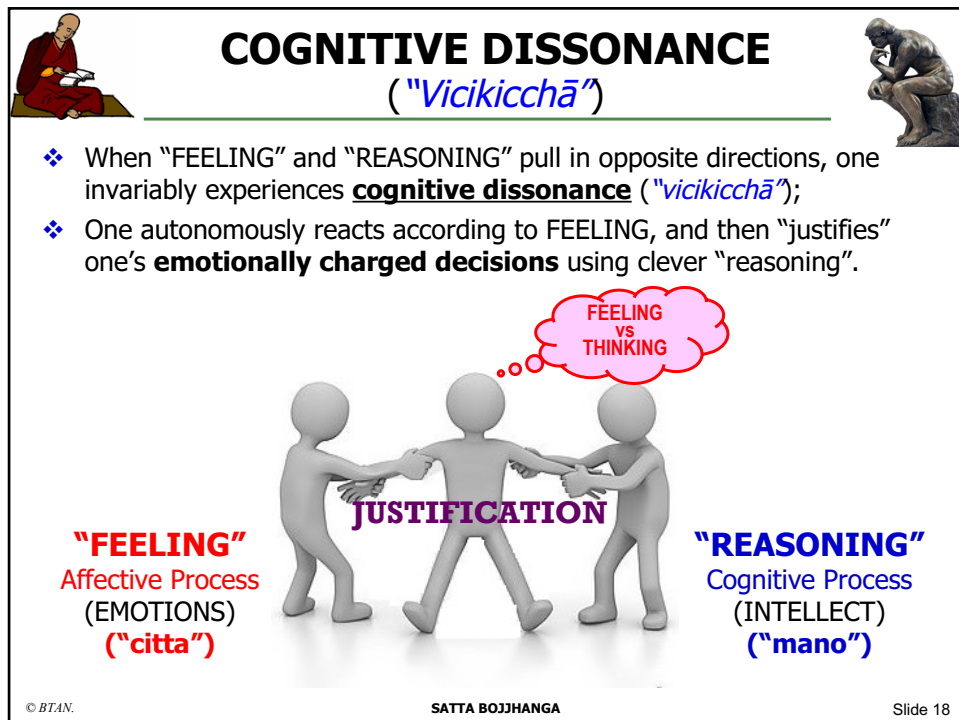 COGNITIVE DISSONANCE
(“Vicikicchā”)
❖ When “FEELING” and “REASONING” pull in opposite directions, one
invariably experiences cognitive dissonance (“vicikicchā”);
❖ One autonomously reacts according to FEELING, and then “justifies”
one’s emotionally charged decisions using clever “reasoning”.
FEELING
vs
THINKING
JUSTIFICATION
“FEELING”
Affective Process
(EMOTIONS)
(“citta”)
“REASONING”
Cognitive Process
(INTELLECT)
(“mano”)
© BTAN.
SATTA BOJJHANGA
Slide 18